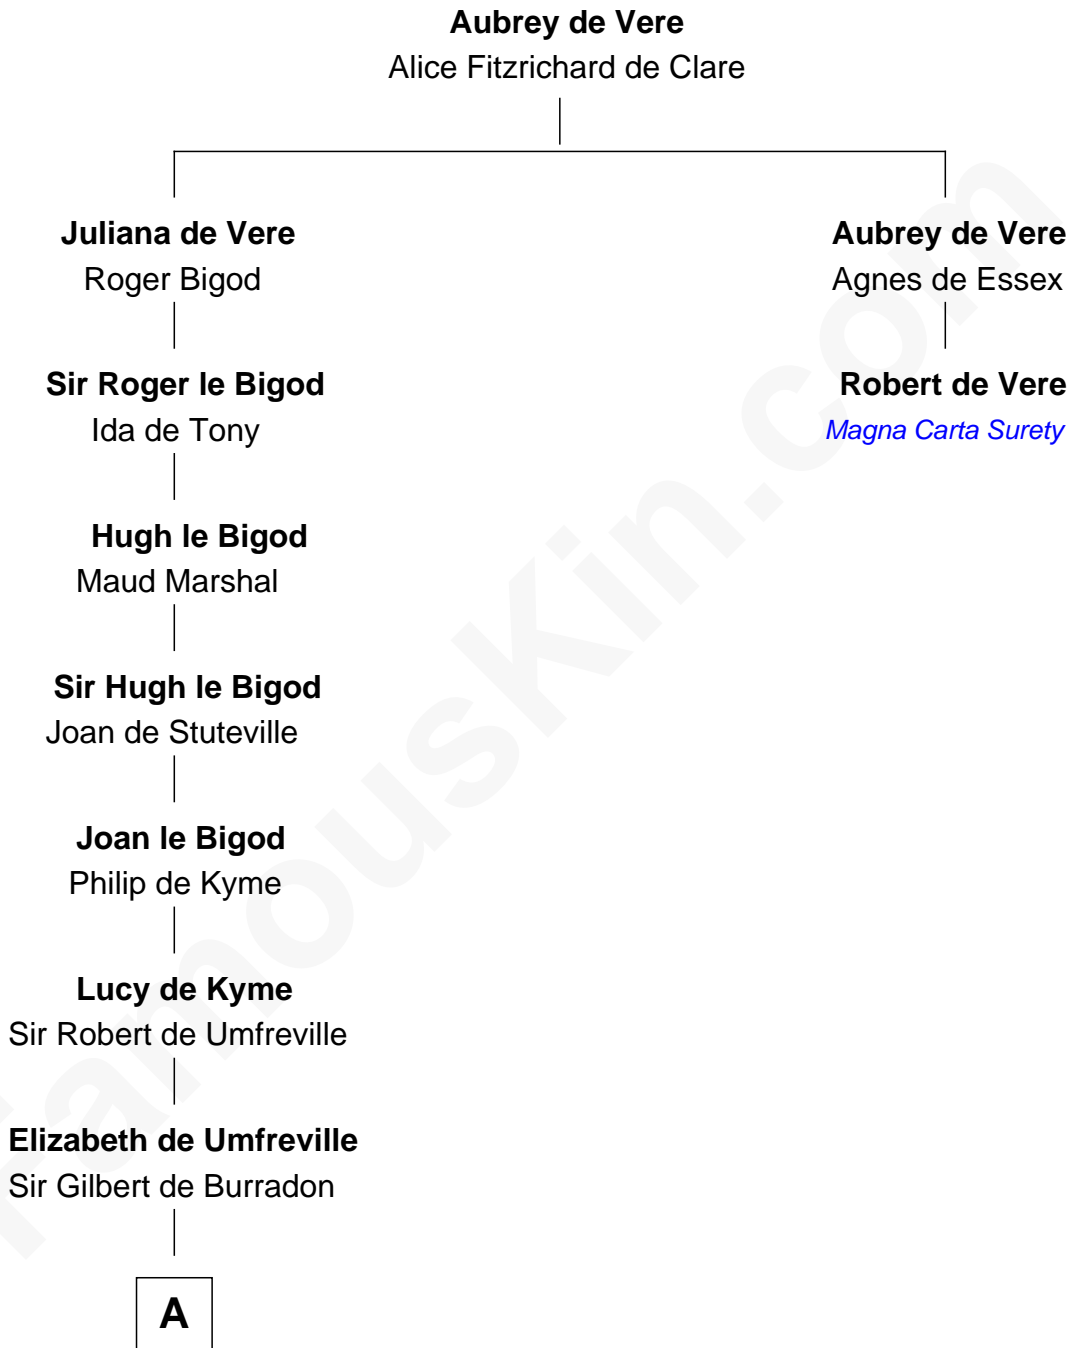 Aubrey de Vere
Alice Fitzrichard de Clare
Juliana de Vere
Roger Bigod
Aubrey de Vere
Agnes de Essex
Sir Roger le Bigod
Ida de Tony
Robert de Vere
Magna Carta Surety
Hugh le Bigod
Maud Marshal
Sir Hugh le Bigod
Joan de Stuteville
Joan le Bigod
Philip de Kyme
Lucy de Kyme
Sir Robert de Umfreville
Elizabeth de Umfreville
Sir Gilbert de Burradon
A
FamousKin.com